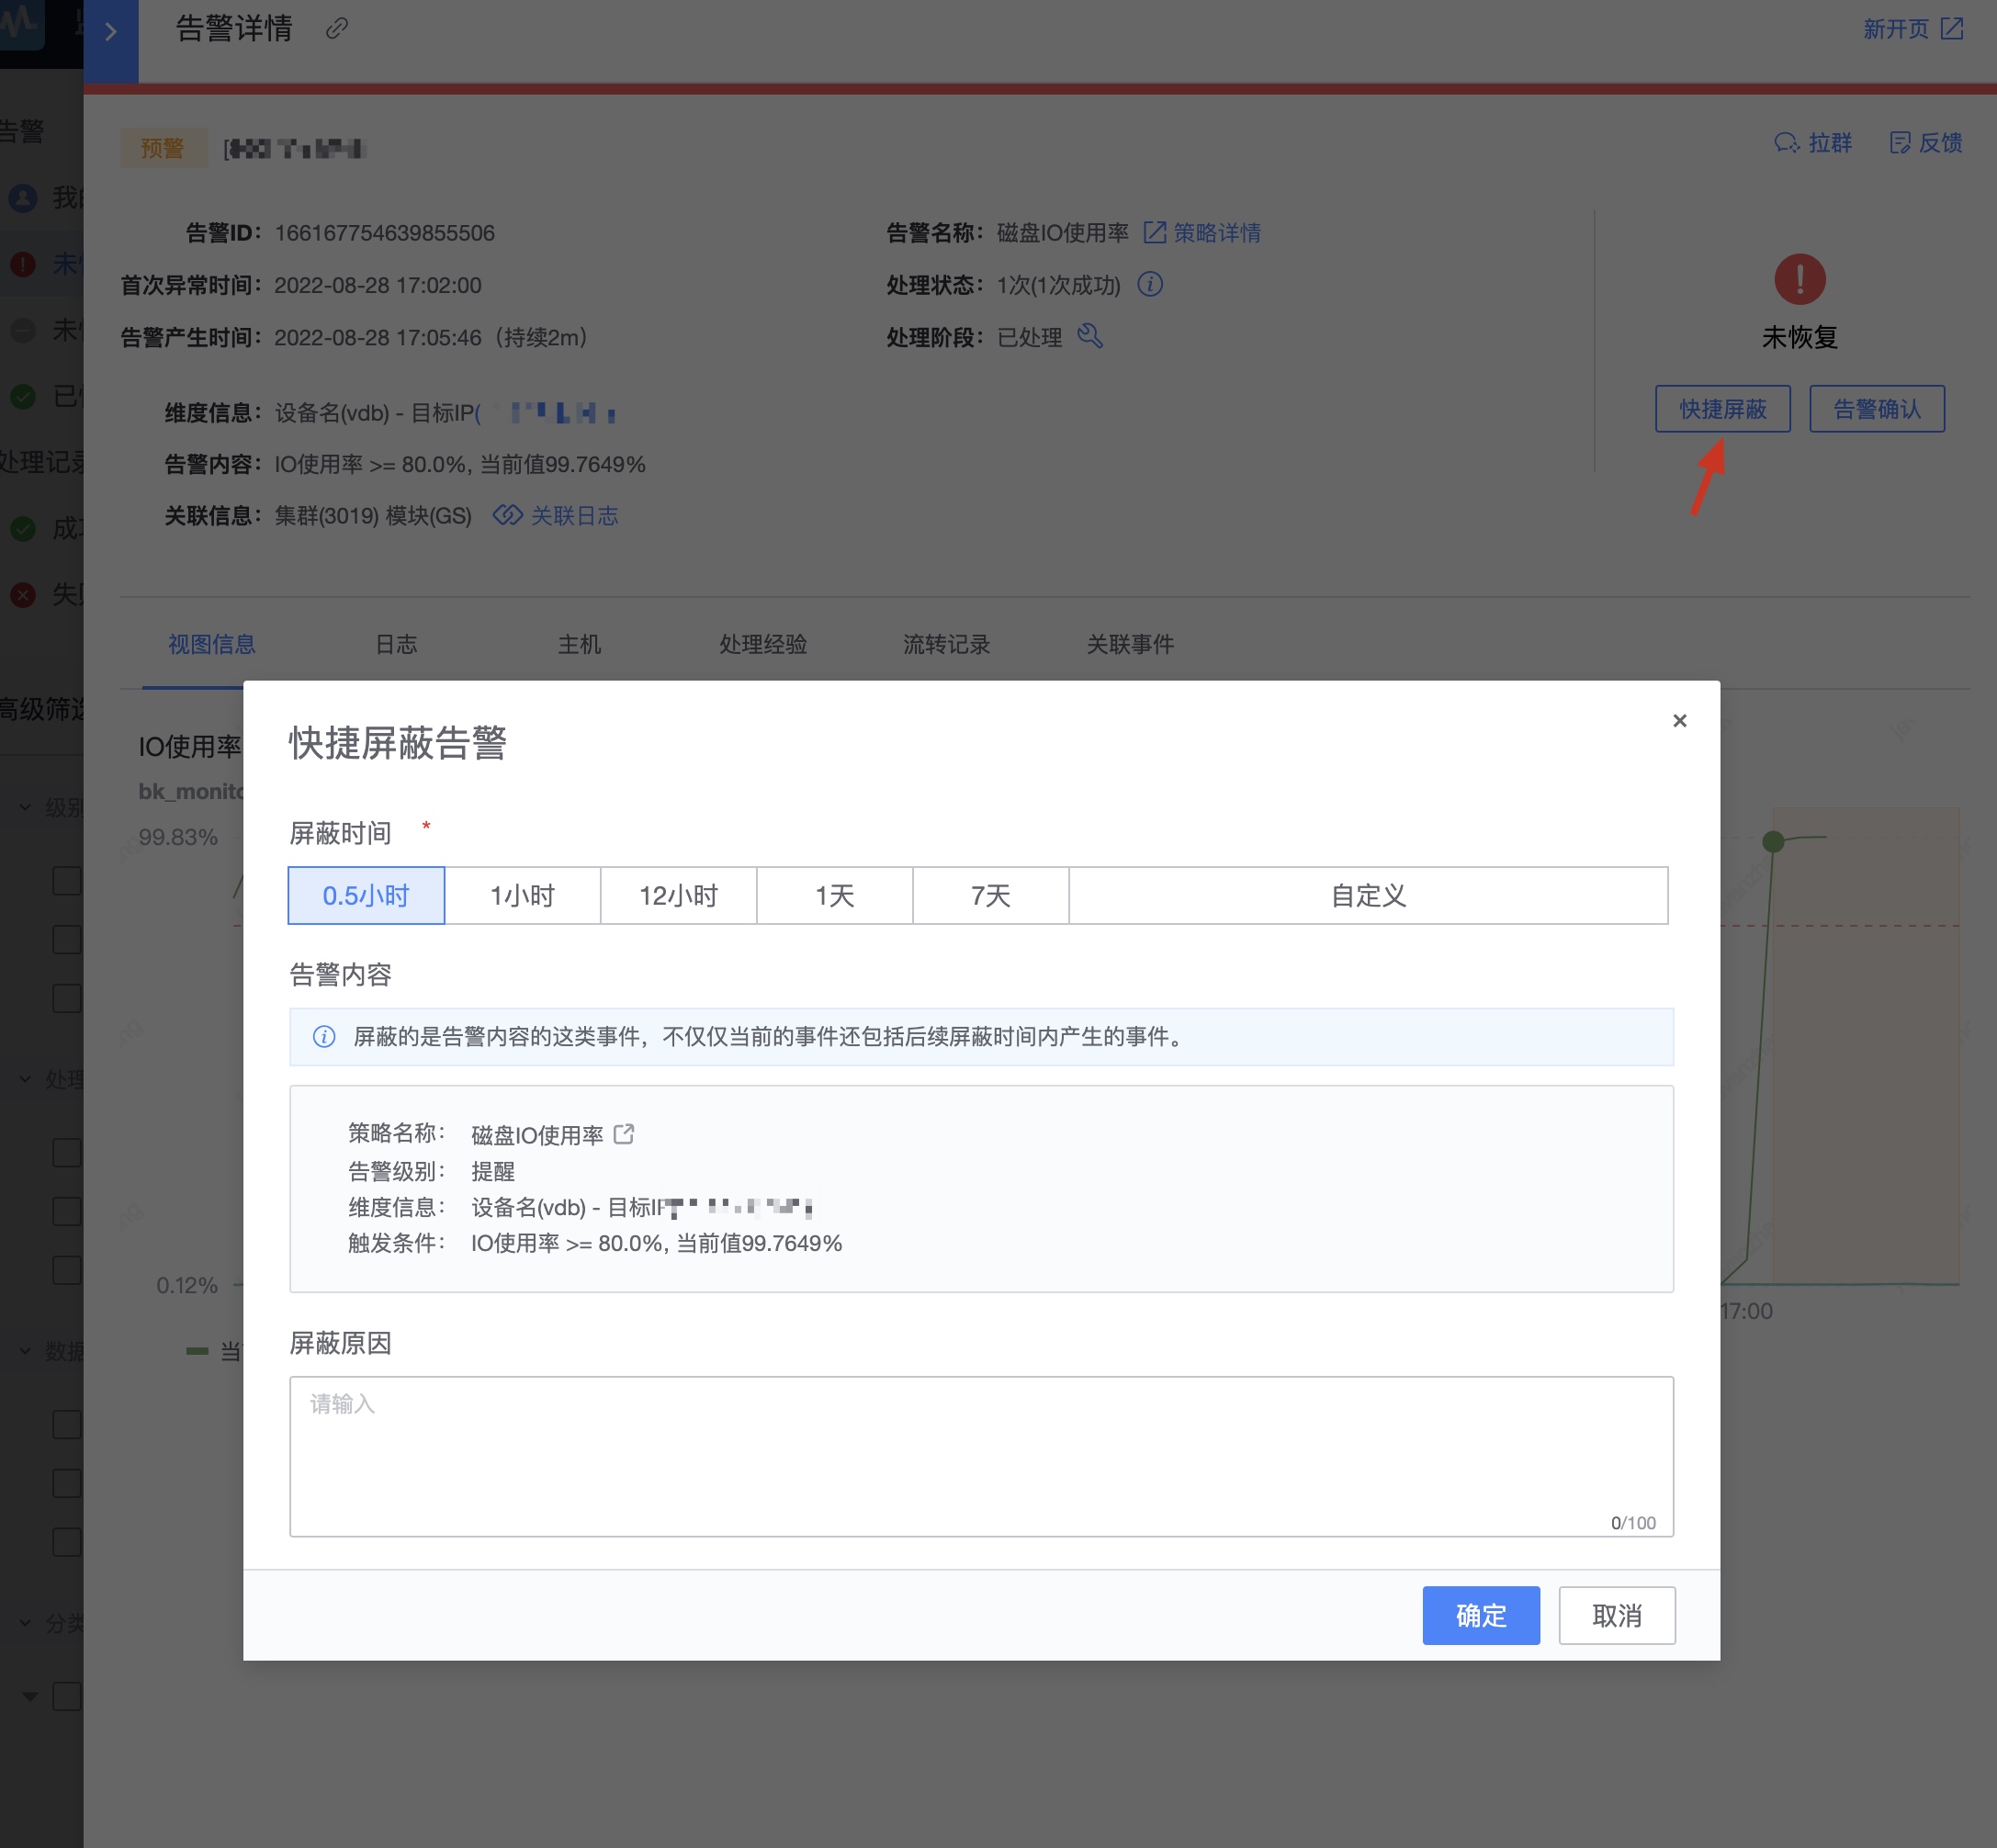 告警详情
新开页
告警
预警
拉群 反馈
告警ID： 166167754639855506
告警名称： 磁盘IO使用率 策略详情
首次异常时间： 2022-08-28 17:02:00
处理状态： 1次(1次成功)
告警产生时间： 2022-08-28 17:05:46（持续2m）
处理阶段： 已处理
未恢复
快捷屏蔽 告警确认
维度信息： 设备名(vdb) - 目标IP(
告警内容： IO使用率 >= 80.0%, 当前值99.7649%
处理记录
关联信息： 集群(3019) 模块(GS) 关联日志
视图信息 日志 主机 处理经验 流转记录 关联事件
高级筛选
IO使用率
级别
99.83%
快捷屏蔽告警
屏蔽时间 *
0.5小时 1小时 12小时 1天 7天 自定义
告警内容
屏蔽的是告警内容的这类事件，不仅仅当前的事件还包括后续屏蔽时间内产生的事件。
处理
策略名称： 磁盘IO使用率
告警级别： 提醒
维度信息： 设备名(vdb) - 目标IP
触发条件： IO使用率 >= 80.0%, 当前值99.7649%
0.12%
17:00
数据
当
屏蔽原因
请输入
0/100
分类
确定 取消